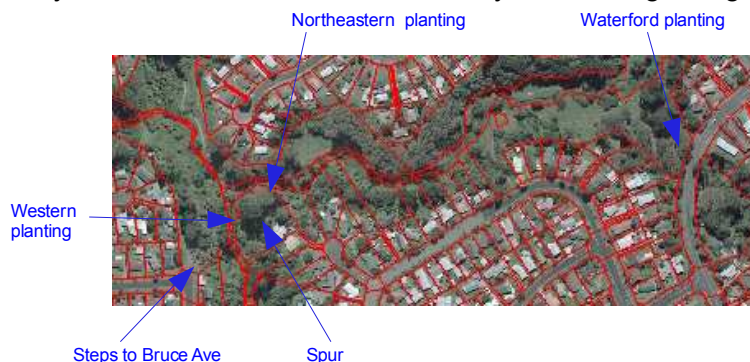 Northeastern planting
Waterford planting
Western
planting
Steps to Bruce Ave
Spur